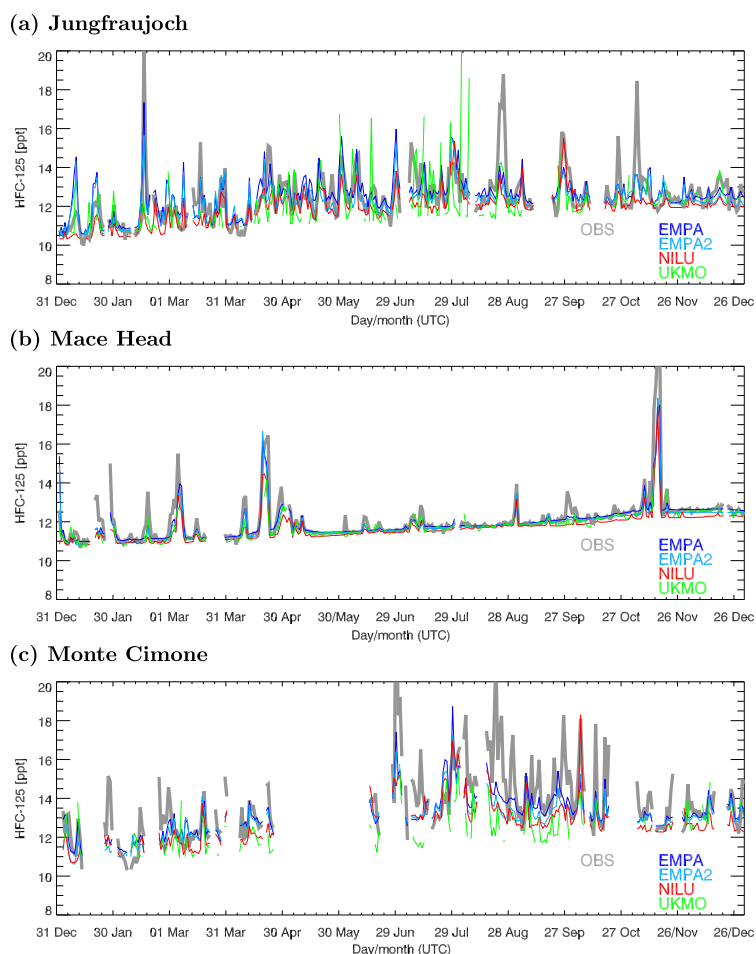 (a) Jungfraujoch
20
18
16
14
12
10
8
HFC-125 [ppt]
OBS EMPA
EMPA2
NILU
UKMO
31 Dec 30 Jan 01 Mar 31 Mar 30 Apr 30 May 29 Jun 29 Jul 28 Aug 27 Sep 27 Oct 26 Nov 26 Dec
Day/month (UTC)
(b) Mace Head
20
18
16
14
12
10
8
HFC-125 [ppt]
OBS EMPA
EMPA2
NILU
UKMO
31 Dec 30 Jan 01 Mar 31 Mar 30 Apr 30/May 29 Jun 29 Jul 28 Aug 27 Sep 27 Oct 26 Nov 26 Dec
Day/month (UTC)
(c) Monte Cimone
20
18
16
14
12
10
8
HFC-125 [ppt]
OBS EMPA
EMPA2
NILU
UKMO
31 Dec 30 Jan 01 Mar 31 Mar 30 Apr 30 May 29 Jun 29 Jul 28 Aug 27 Sep 27 Oct 26 Nov 26/Dec
Day/month (UTC)